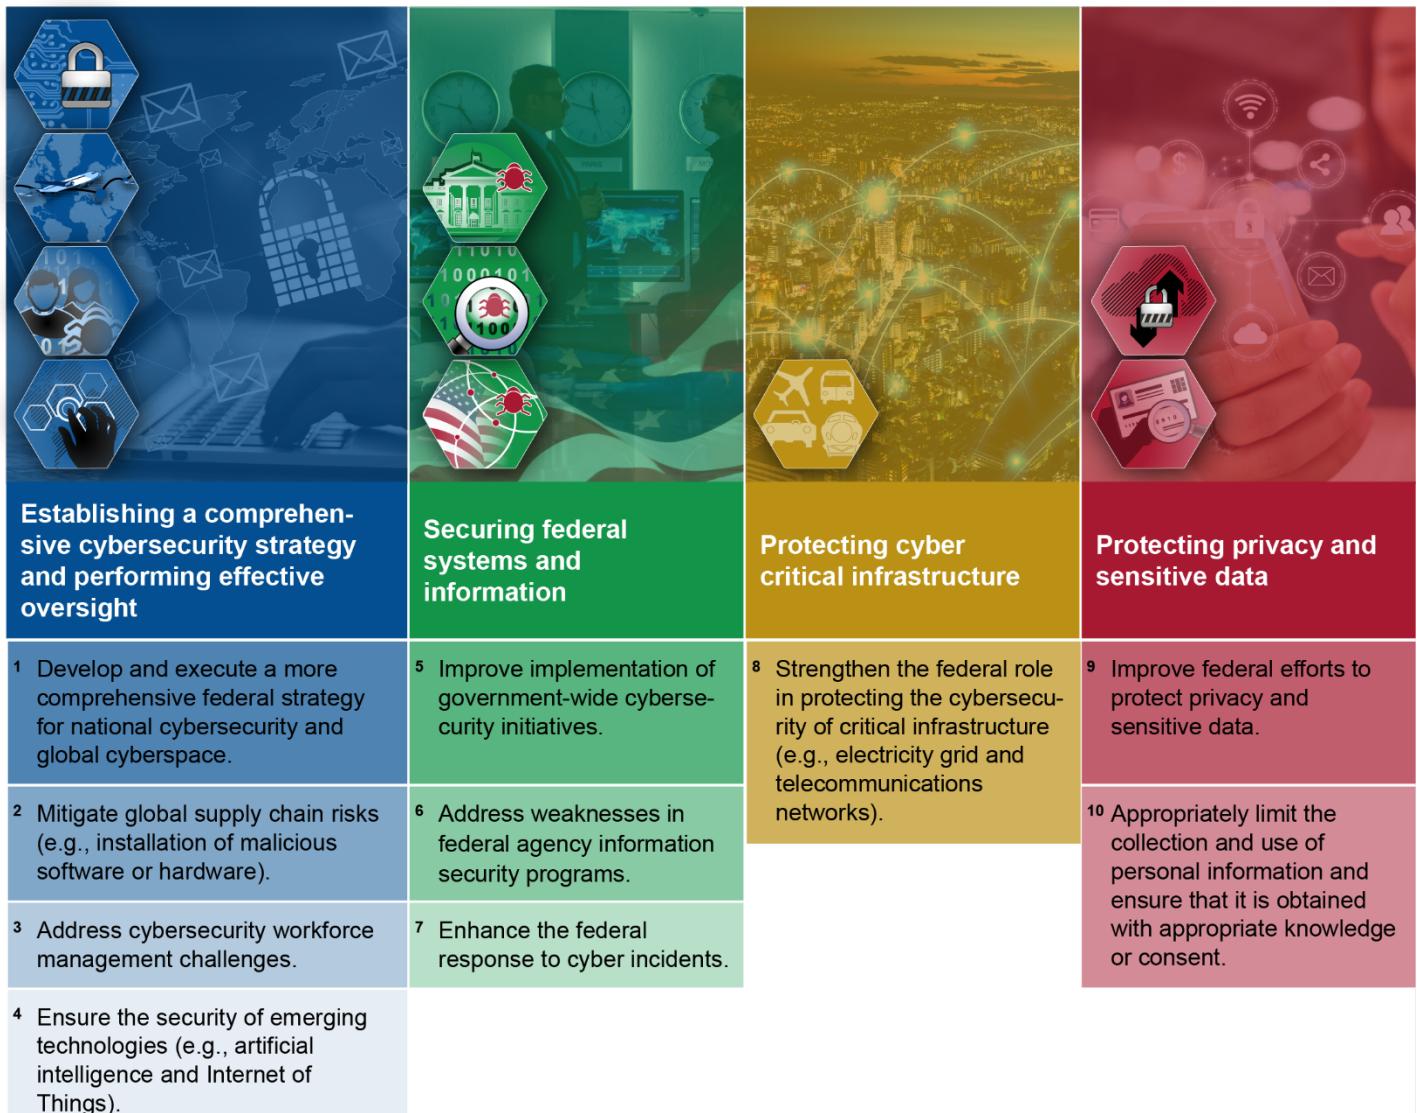 Establishing a comprehen-
sive cybersecurity strategy
and performing effective
oversight
1 Develop and execute a more
comprehensive federal strategy
for national cybersecurity and
global cyberspace.
2 Mitigate global supply chain risks
(e.g., installation of malicious
software or hardware).
3 Address cybersecurity workforce
management challenges.
4 Ensure the security of emerging
technologies (e.g., artificial
intelligence and Internet of
Things).
PARIS
11010
1000101
100
Securing federal
systems and
information
5 Improve implementation of
government-wide cyberse-
curity initiatives.
6 Address weaknesses in
federal agency information
security programs.
7 Enhance the federal
response to cyber incidents.
Protecting cyber
critical infrastructure
8 Strengthen the federal role
in protecting the cybersecu-
rity of critical infrastructure
(e.g., electricity grid and
telecommunications
networks).
$
Protecting privacy and
sensitive data
9 Improve federal efforts to
protect privacy and
sensitive data.
10 Appropriately limit the
collection and use of
personal information and
ensure that it is obtained
with appropriate knowledge
or consent.